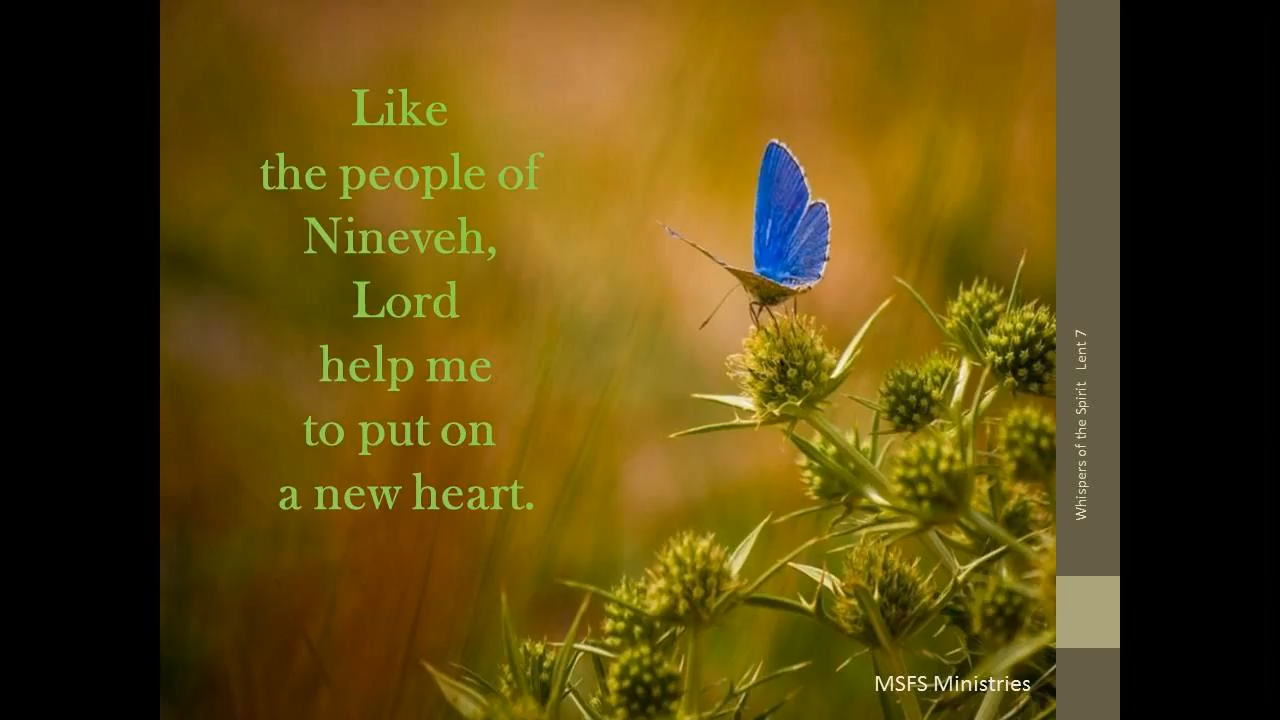 Like
the people of
Nineveh,
Lord
help me
to put on
a new heart.
Whispers of the Spirit Lent 7
MSFS Ministries